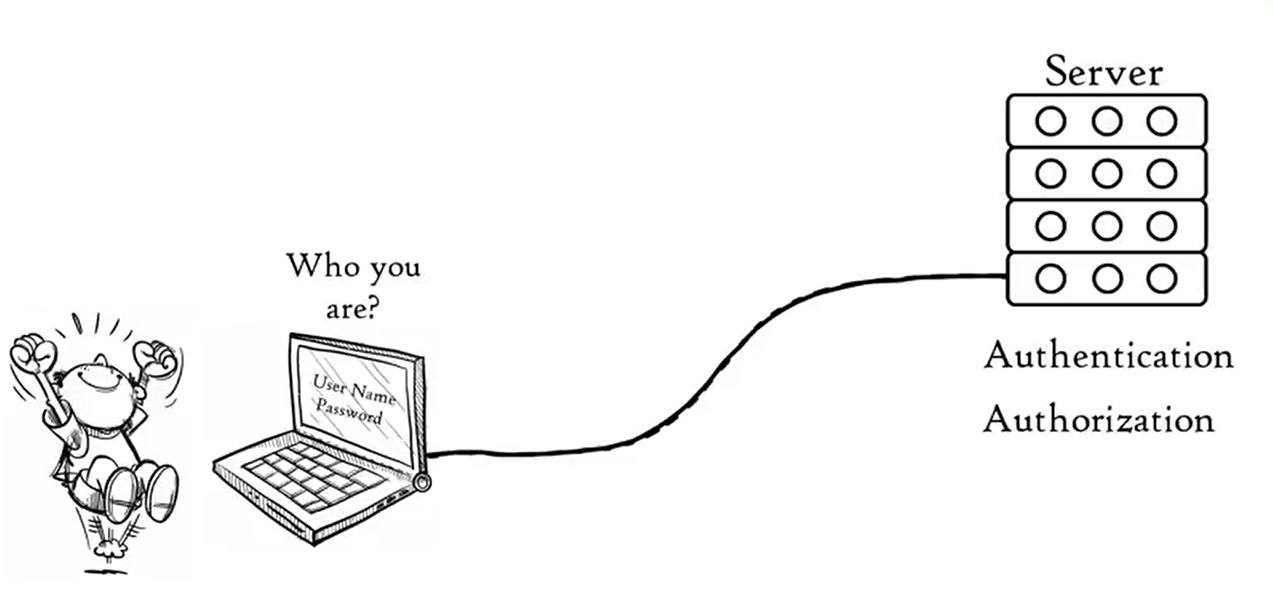 Server
Who you
are?
User Name
Password
Authentication
Authorization